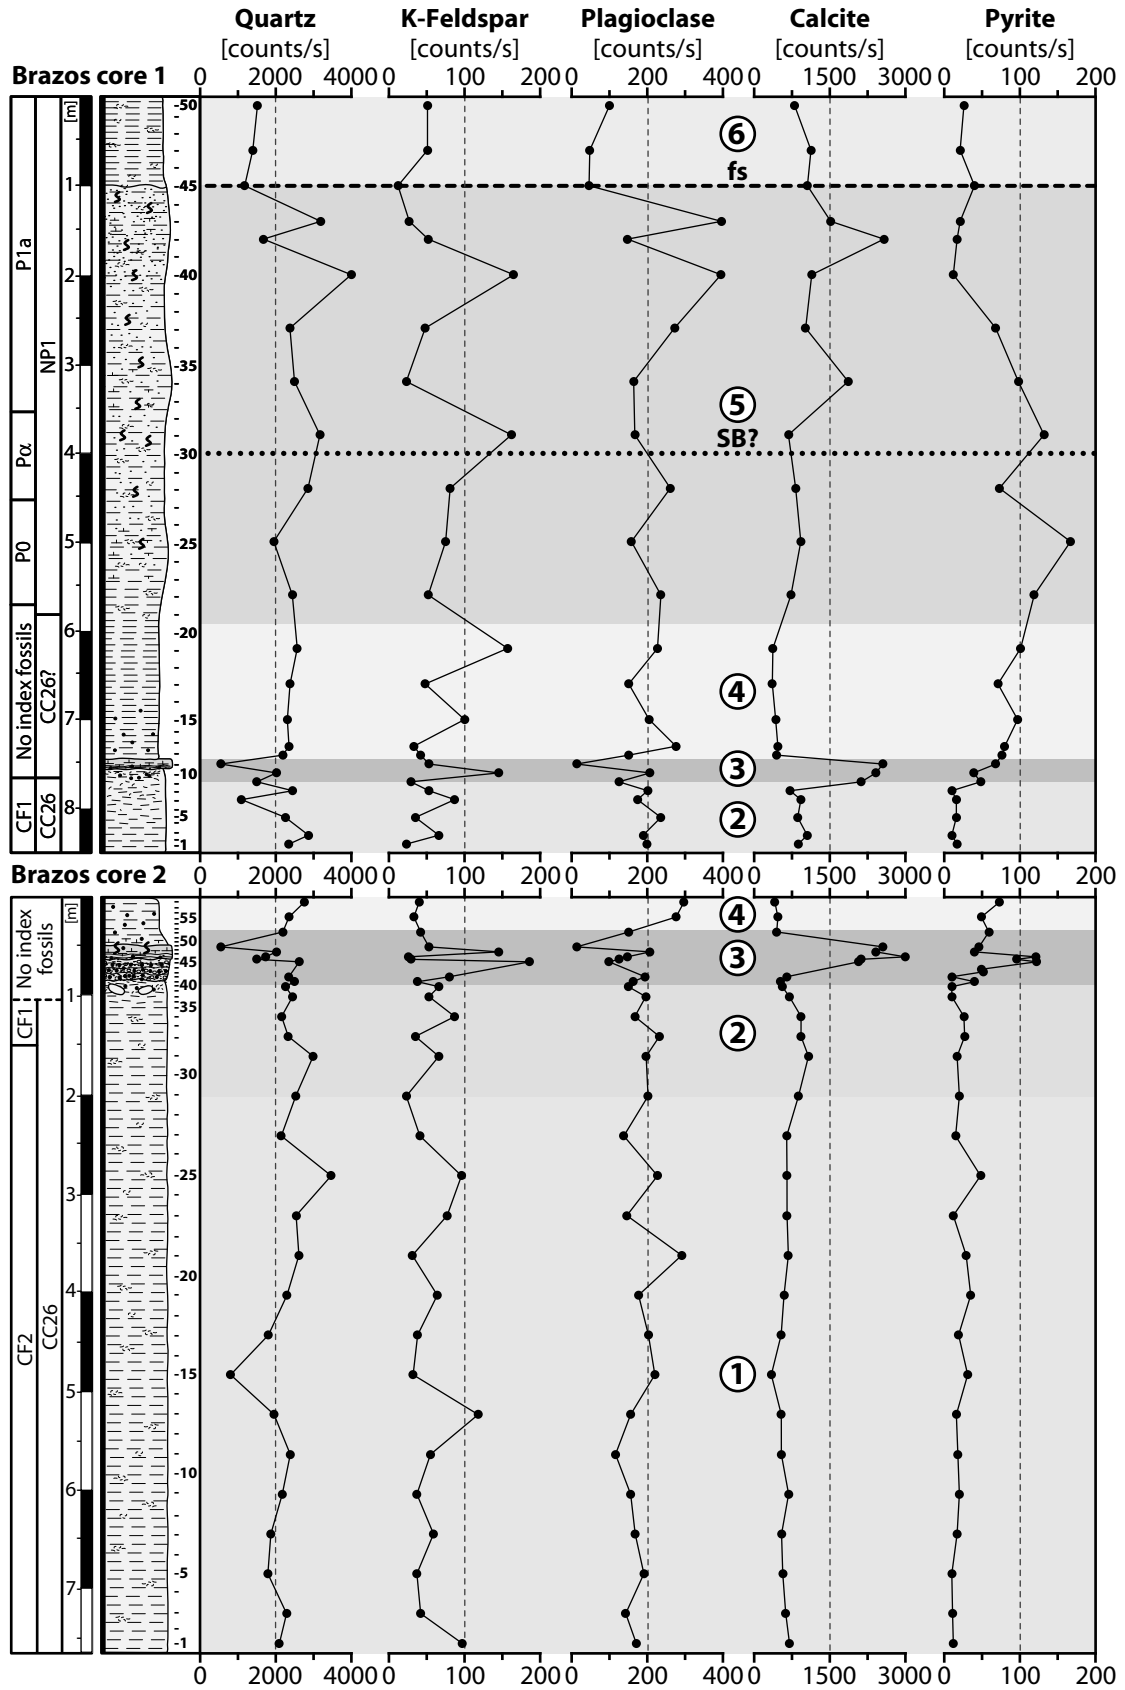 Quartz K-Feldspar Plagioclase Calcite Pyrite
[counts/s] [counts/s] [counts/s] [counts/s] [counts/s]
Brazos core 1
0 2000 4000 0 100 200 0 200 400 0 1500 3000 0 100 200
[m]
1
2
3
4
5
6
7
8
P1a
Pα
P0
No index fossils
CF1
NP1
CC26?
CC26
-50
-45
-40
-35
-30
-25
-20
-15
-10
-5
-1
6
fs
5
SB?
4
3
2
Brazos core 2
0 2000 4000 0 100 200 0 200 400 0 1500 3000 0 100 200
[m]
1
2
3
4
5
6
7
No index
fossils
CF1
CF2
CC26
55
50
45
40
35
-30
-25
-20
-15
-10
-5
-1
4
3
2
1
0 2000 4000 0 100 200 0 200 400 0 1500 3000 0 100 200